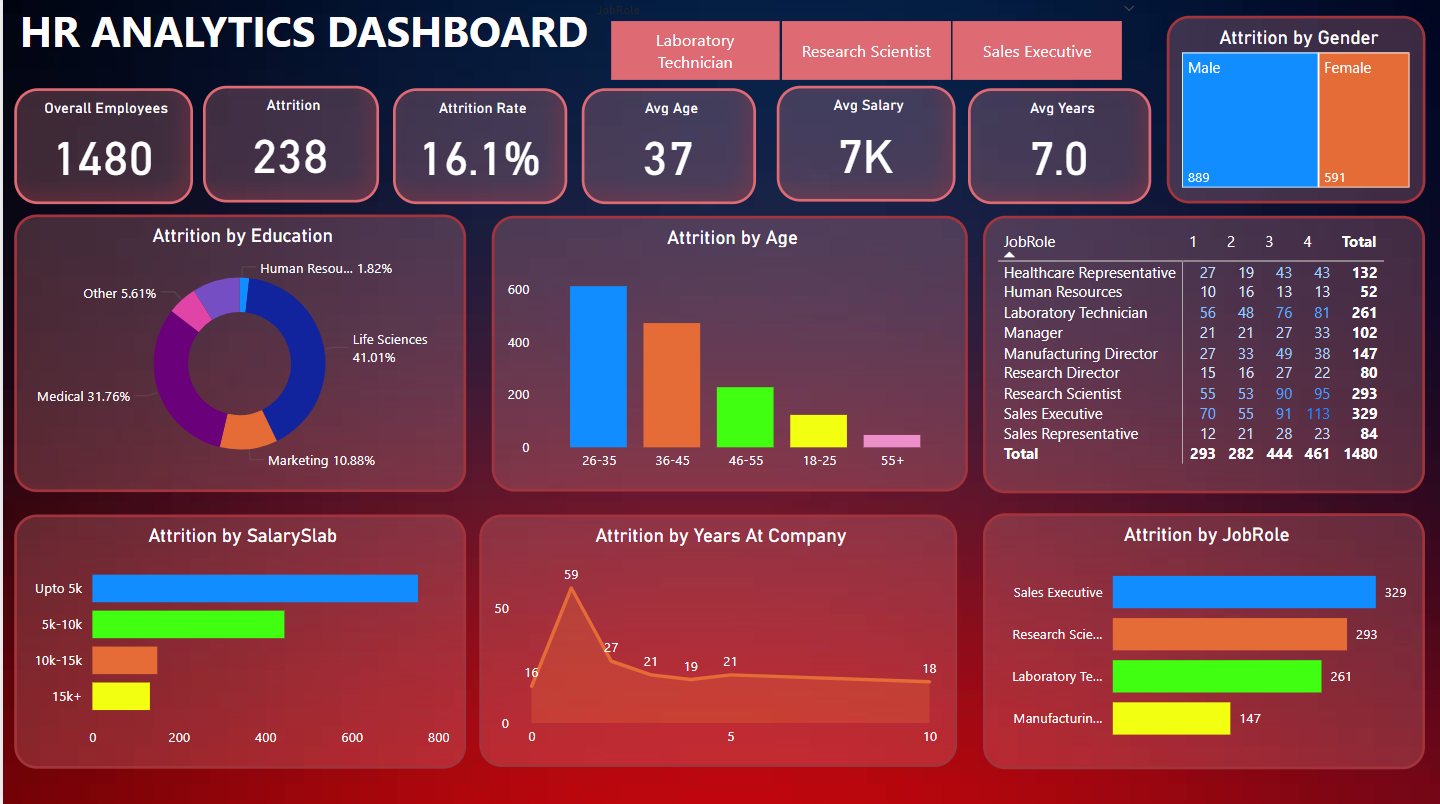 HR ANALYTICS DASHBOARD
JobRole
Laboratory
Technician
Research Scientist
Sales Executive
Overall Employees
1480
Attrition
238
Attrition Rate
16.1%
Avg Age
37
Avg Salary
7K
Avg Years
7.0
Attrition by Gender
Male
Female
889
591
Attrition by Education
Human Resou... 1.82%
Other 5.61%
Life Sciences
41.01%
Medical 31.76%
Marketing 10.88%
Attrition by Age
600
400
200
0
26-35 36-45 46-55 18-25 55+
JobRole 1 2 3 4 Total
Healthcare Representative 27 19 43 43 132
Human Resources 10 16 13 13 52
Laboratory Technician 56 48 76 81 261
Manager 21 21 27 33 102
Manufacturing Director 27 33 49 38 147
Research Director 15 16 27 22 80
Research Scientist 55 53 90 95 293
Sales Executive 70 55 91 113 329
Sales Representative 12 21 28 23 84
Total 293 282 444 461 1480
Attrition by SalarySlab
Upto 5k
5k-10k
10k-15k
15k+
0 200 400 600 800
Attrition by Years At Company
59
50
27
21
19
21
18
16
0
0 5 10
Attrition by JobRole
Sales Executive 329
Research Scie... 293
Laboratory Te... 261
Manufacturin... 147